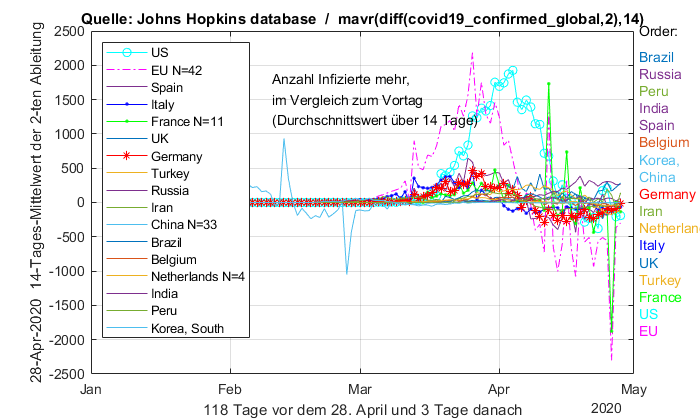 Quelle: Johns Hopkins database / mavr(diff(covid19_confirmed_global,2),14)
28-Apr-2020 14-Tages-Mittelwert der 2-ten Ableitung
2500
2000
1500
1000
500
0
-500
-1000
-1500
-2000
-2500
US
EU N=42
Spain
Italy
France N=11
UK
Germany
Turkey
Russia
Iran
China N=33
Brazil
Belgium
Netherlands N=4
India
Peru
Korea, South
Anzahl Infizierte mehr,
im Vergleich zum Vortag
(Durchschnittswert über 14 Tage)
Order:
Brazil
Russia
Peru
India
Spain
Belgium
Korea,
China
Germany
Iran
Netherlan
Italy
UK
Turkey
France
US
EU
Jan
Feb
Mar
Apr
May
118 Tage vor dem 28. April und 3 Tage danach
2020